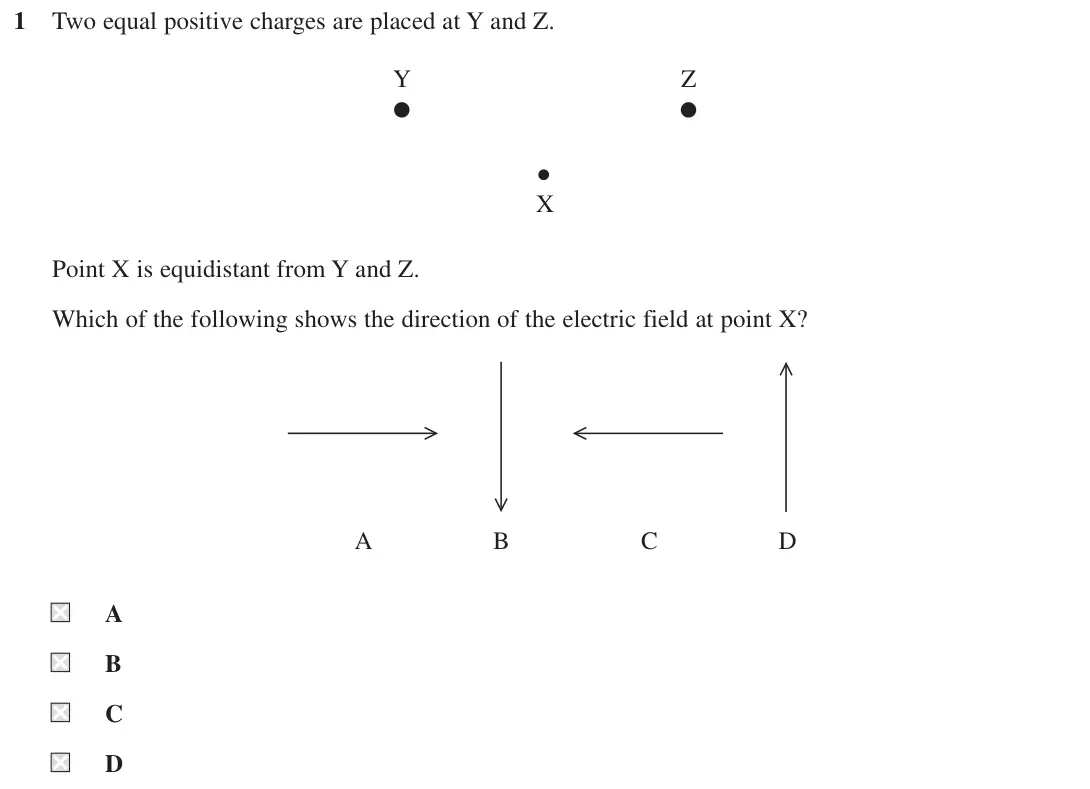 1 Two equal positive charges are placed at Y and Z.
Y Z
X
Point X is equidistant from Y and Z.
Which of the following shows the direction of the electric field at point X?
A B C D
A
B
C
D